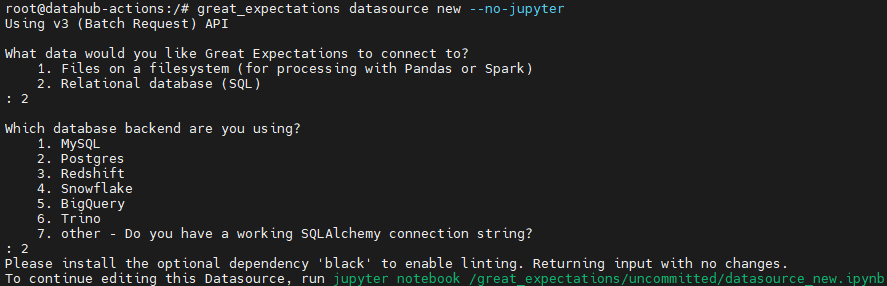 root@datahub-actions:/# great_expectations datasource new --no-jupyter
Using v3 (Batch Request) API
What data would you like Great Expectations to connect to?
1. Files on a filesystem (for processing with Pandas or Spark)
2. Relational database (SQL)
: 2
Which database backend are you using?
1. MySQL
2. Postgres
3. Redshift
4. Snowflake
5. BigQuery
6. Trino
7. other - Do you have a working SQLAlchemy connection string?
: 2
Please install the optional dependency 'black' to enable linting. Returning input with no changes.
To continue editing this Datasource, run jupyter notebook /great_expectations/uncommitted/datasource_new.ipynb